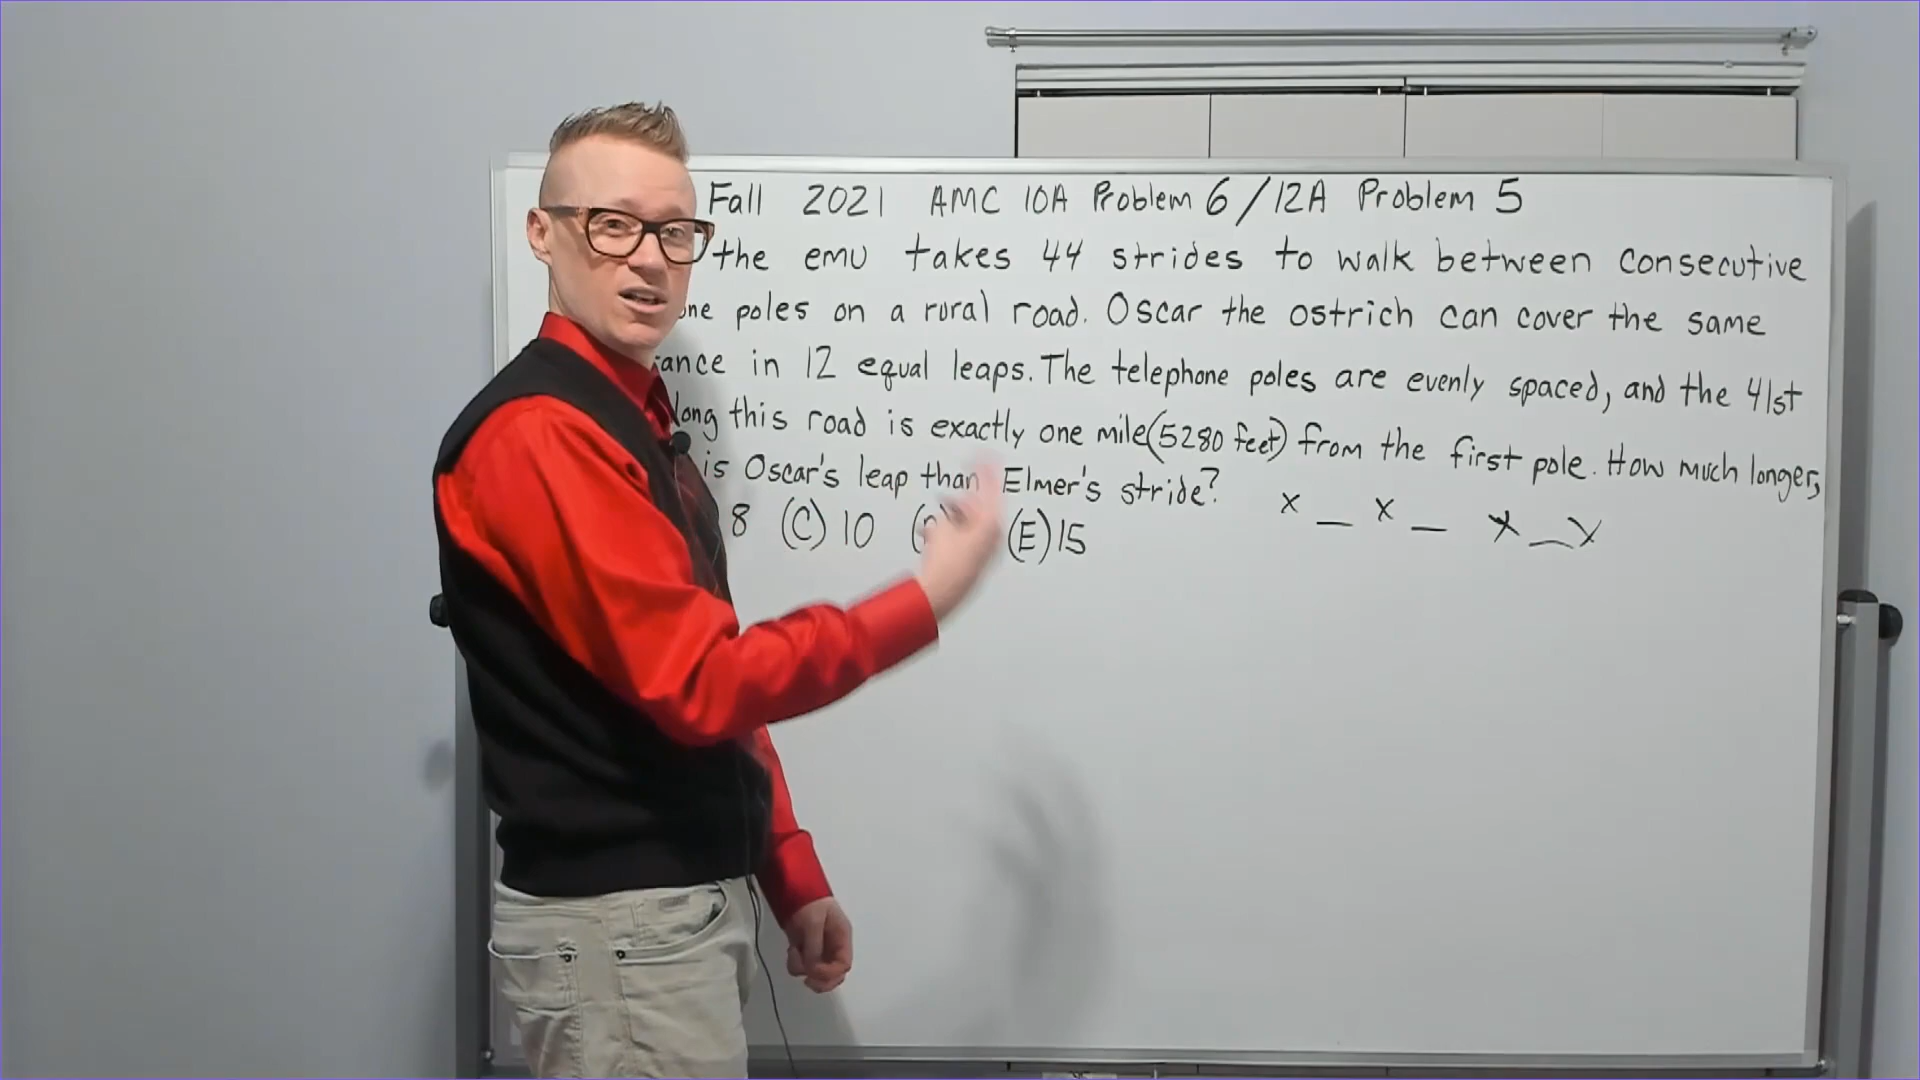 Fall 2021 AMC 10A Problem 6/12A Problem 5
the emu takes 44 strides to walk between consecutive
poles on a rural road. Oscar the ostrich can cover the same
in 12 equal leaps. The telephone poles are evenly spaced, and the 41st
this road is exactly one mile (5280 feet) from the first pole. How much longer,
is Oscar's leap than Elmer's stride?
8 (C) 10 (E) 15
x _ x _ x _ x